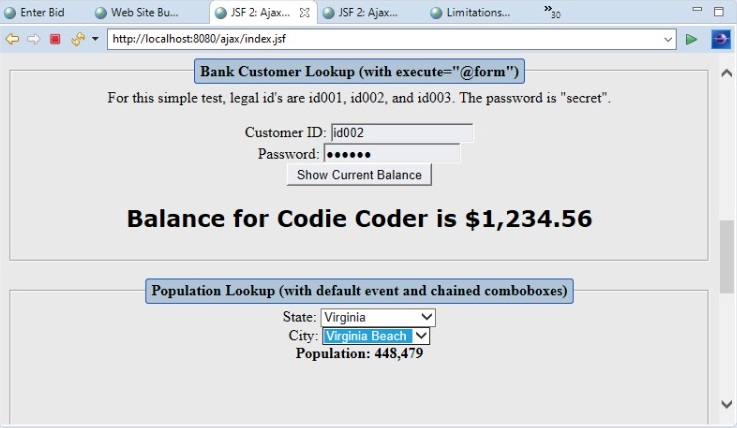 Enter Bid
Web Site Bu...
JSF 2: Ajax...
JSF 2: Ajax...
Limitations...
»30
http://localhost:8080/ajax/index.jsf
Bank Customer Lookup (with execute="@form")
For this simple test, legal id's are id001, id002, and id003. The password is "secret".
Customer ID: id002
Password: ••••••
Show Current Balance
Balance for Codie Coder is $1,234.56
Population Lookup (with default event and chained comboboxes)
State: Virginia
City: Virginia Beach
Population: 448,479